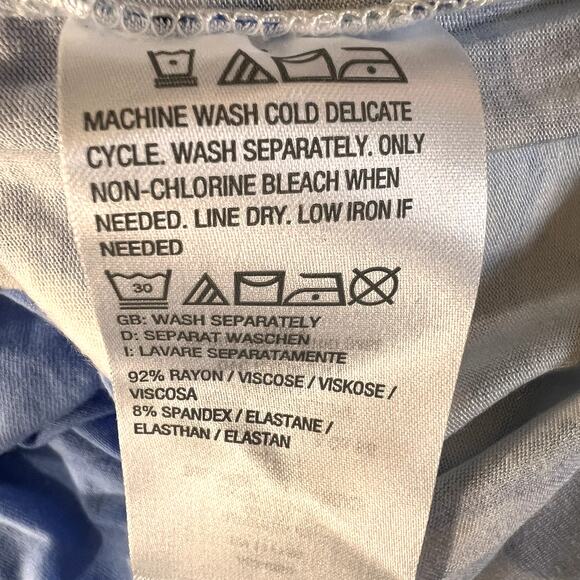 MACHINE WASH COLD DELICATE
CYCLE. WASH SEPARATELY. ONLY
NON-CHLORINE BLEACH WHEN
NEEDED. LINE DRY. LOW IRON IF
NEEDED
30
GB: WASH SEPARATELY
D: SEPARAT WASCHEN
I: LAVARE SEPARATAMENTE
92% RAYON / VISCOSE / VISKOSE /
VISCOSA
8% SPANDEX / ELASTANE /
ELASTHAN / ELASTAN